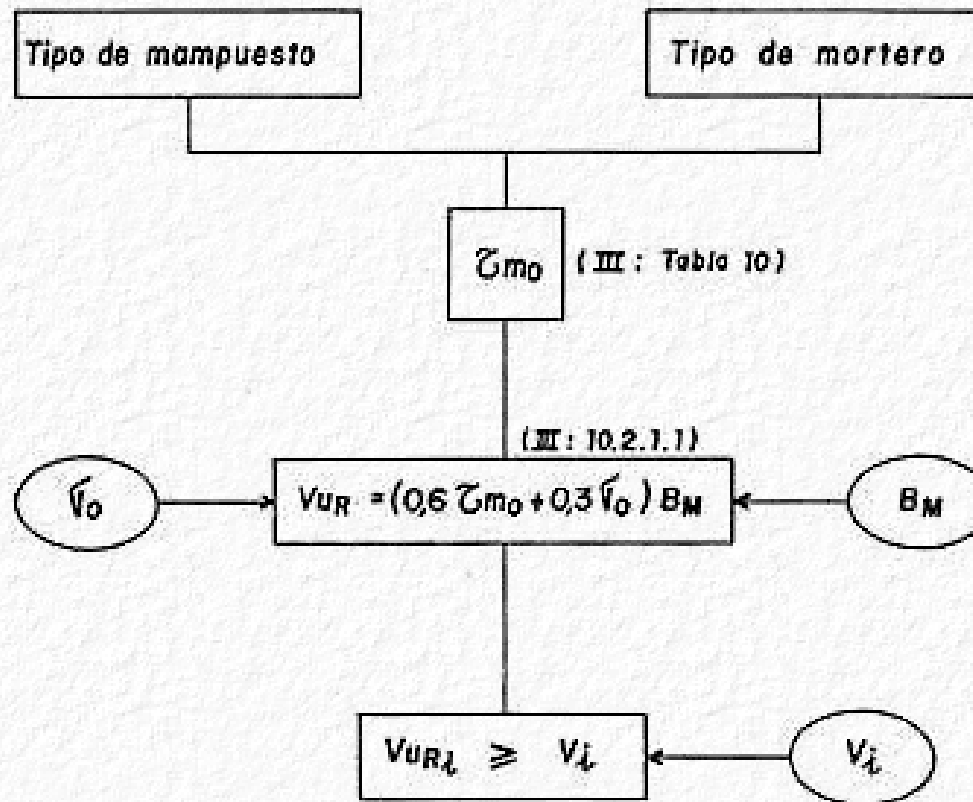 Tipo de mampuesto
Tipo de mortero
τm₀ (III: Tabla 10)
(III: 10.2.1.1)
σ₀
VuR = (0,6 τm₀ + 0,3 σ₀) BM
BM
VuRi ⩾ Vi
Vi